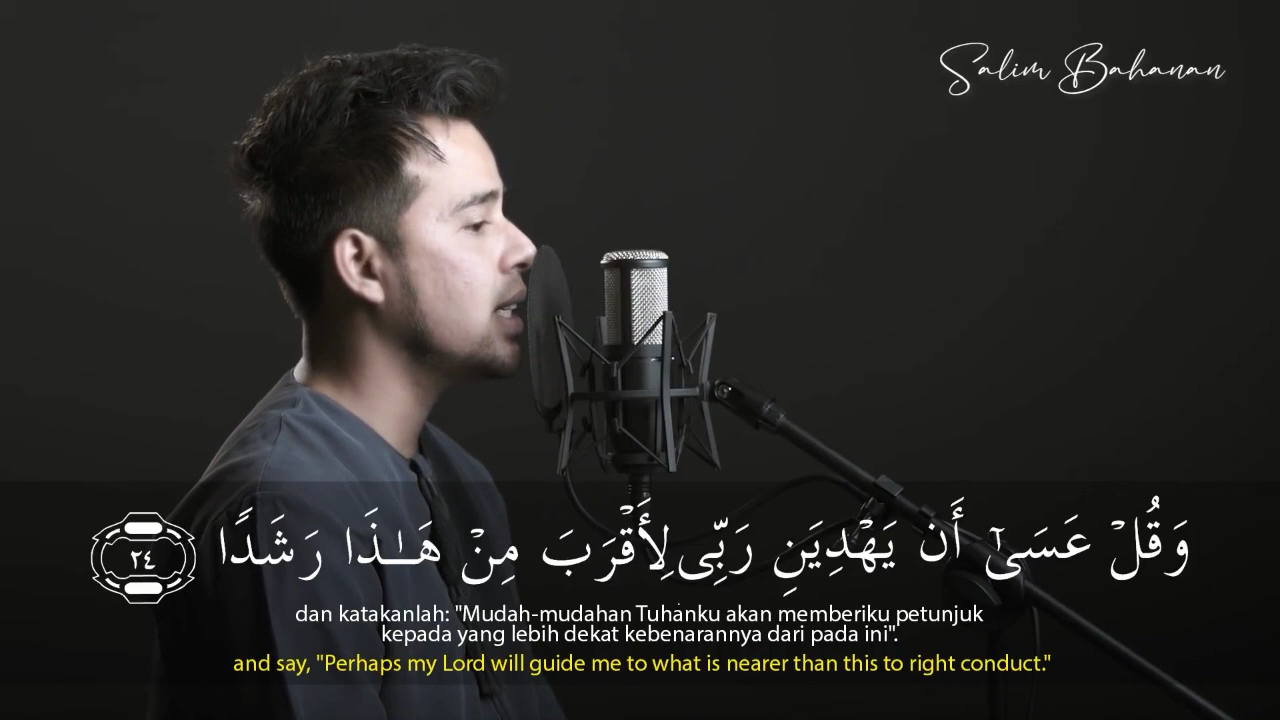 Salim Bahanan
وَقُلْ عَسَىٰٓ أَن يَهْدِيَنِ رَبِّى لِأَقْرَبَ مِنْ هَـٰذَا رَشَدًا ٢٤
dan katakanlah: "Mudah-mudahan Tuhanku akan memberiku petunjuk
kepada yang lebih dekat kebenarannya dari pada ini".
and say, "Perhaps my Lord will guide me to what is nearer than this to right conduct."